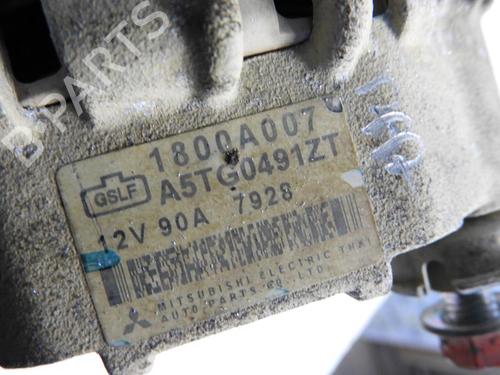 B PARTS
1800A007
GSLF
A5TG0491ZT
12V 90A 7928
MITSUBISHI ELECTRIC THAI
AUTO-PARTS CO., LTD.